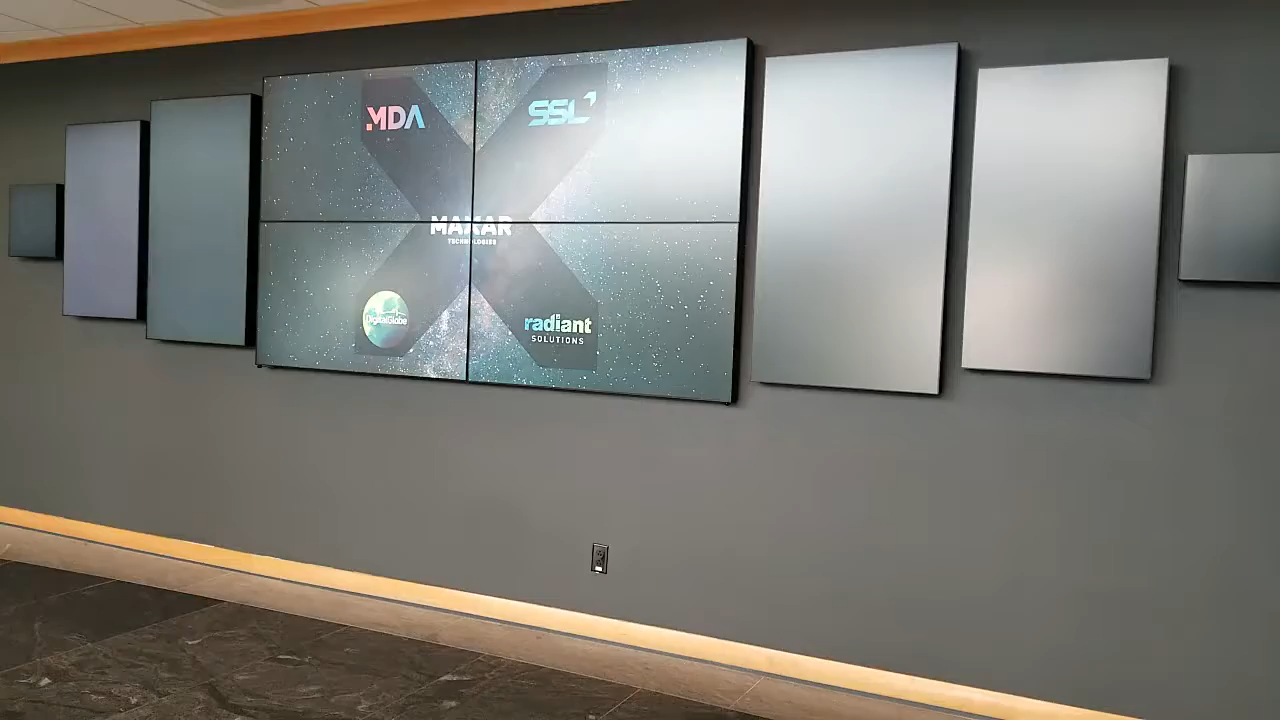 MDA
SSL
MAXAR
TECHNOLOGIES
DigitalGlobe
radiant
SOLUTIONS